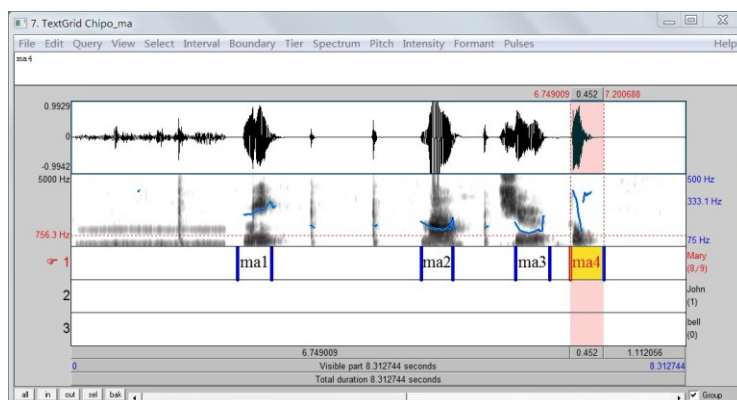 7. TextGrid Chipo_ma
File Edit Query View Select Interval Boundary Tier Spectrum Pitch Intensity Formant Pulses Help
ma4
6.749009 0.452 7.200688
0.9929
0
-0.9942
5000 Hz 500 Hz
333.1 Hz
756.3 Hz 75 Hz
1 ma1 ma2 ma3 ma4 Mary
(8/9)
2 John
(1)
3 bell
(0)
6.749009 0.452 1.112056
0 Visible part 8.312744 seconds 8.312744
Total duration 8.312744 seconds
all in out sel bak Group